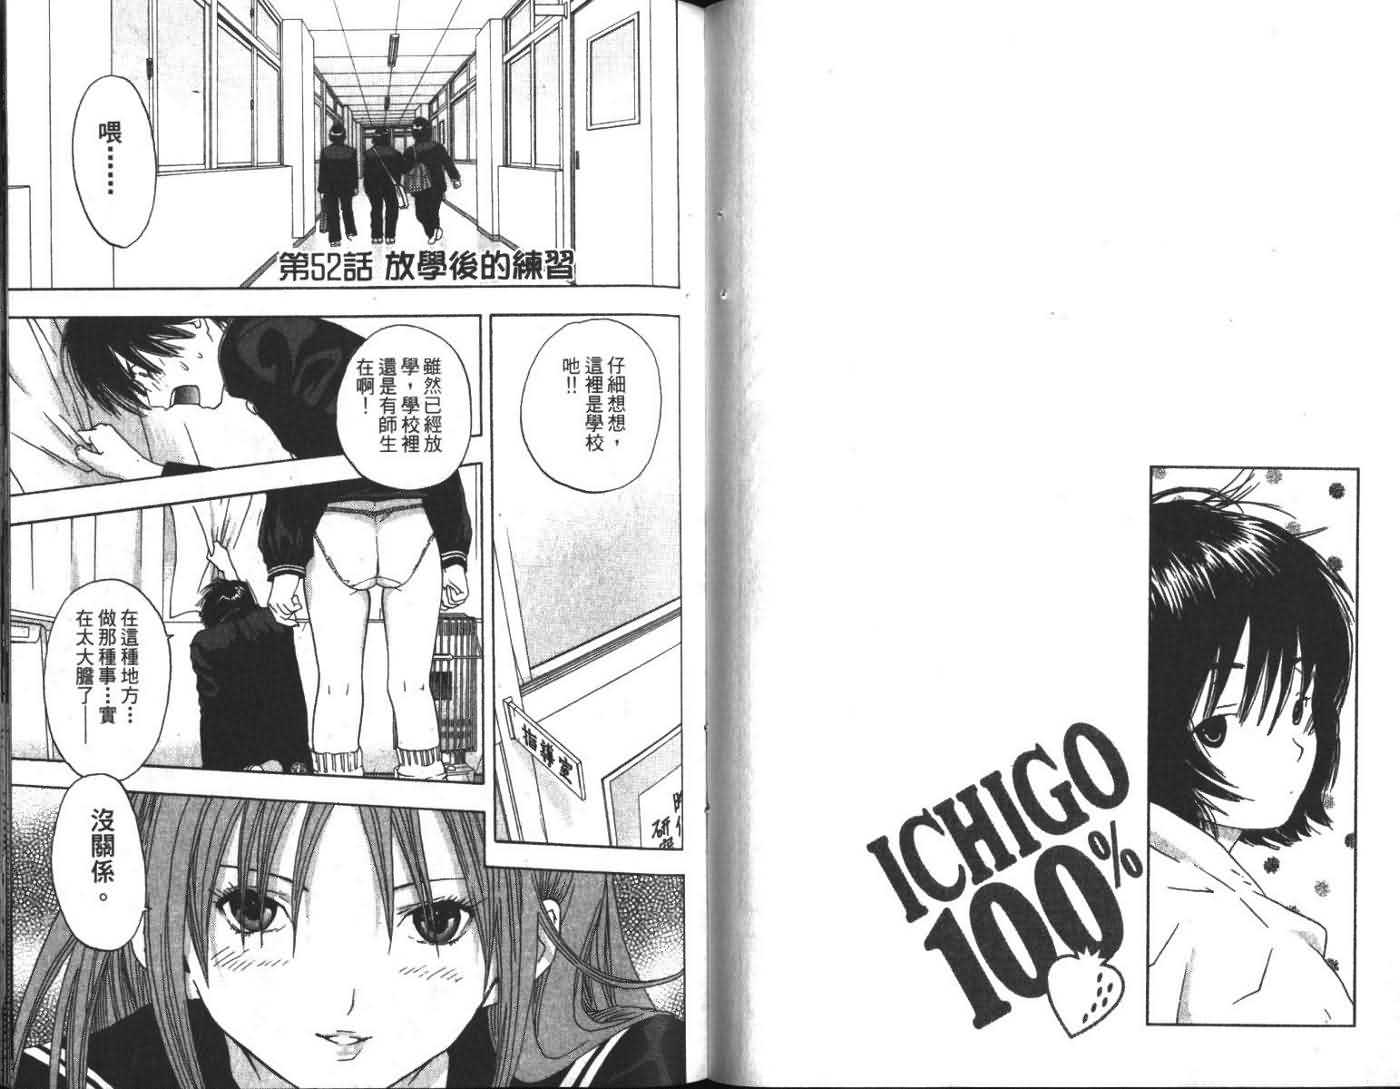 ICHIGO
100%
喂⋯⋯⋯
第52話 放學後的練習
仔細想想，
這裡是學校
吔!!
指導室
研究
雖然已經放
學，學校裡
還是有師生
在啊！
在這種地方⋯
做那種事⋯實
在太大膽了——
沒關係。